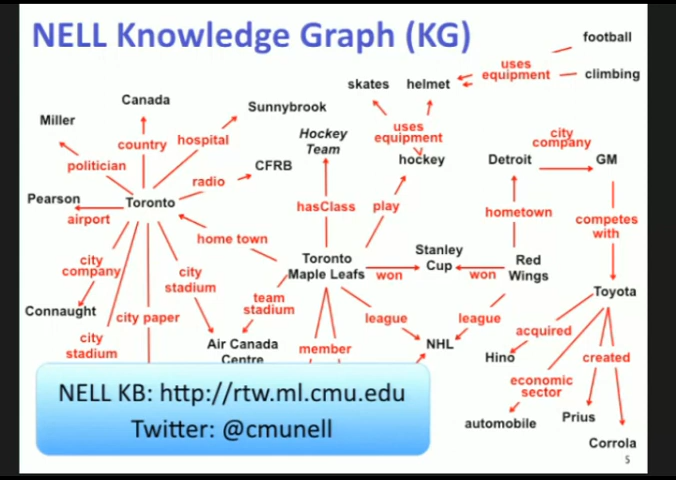 NELL Knowledge Graph (KG)
football
uses
equipment
climbing
skates
helmet
Canada
Sunnybrook
Miller
Hockey
Team
uses
equipment
city
company
country
hospital
hockey
Detroit
GM
politician
CFRB
radio
Pearson
Toronto
airport
hasClass
play
hometown
competes
with
home town
city
company
city
stadium
Toronto
Maple Leafs
won
Stanley
Cup
won
Red
Wings
Toyota
Connaught
city paper
team
stadium
league
league
acquired
city
stadium
Air Canada
Centre
member
NHL
Hino
created
economic
sector
automobile
Prius
Corrola
NELL KB: http://rtw.ml.cmu.edu
Twitter: @cmunell
5